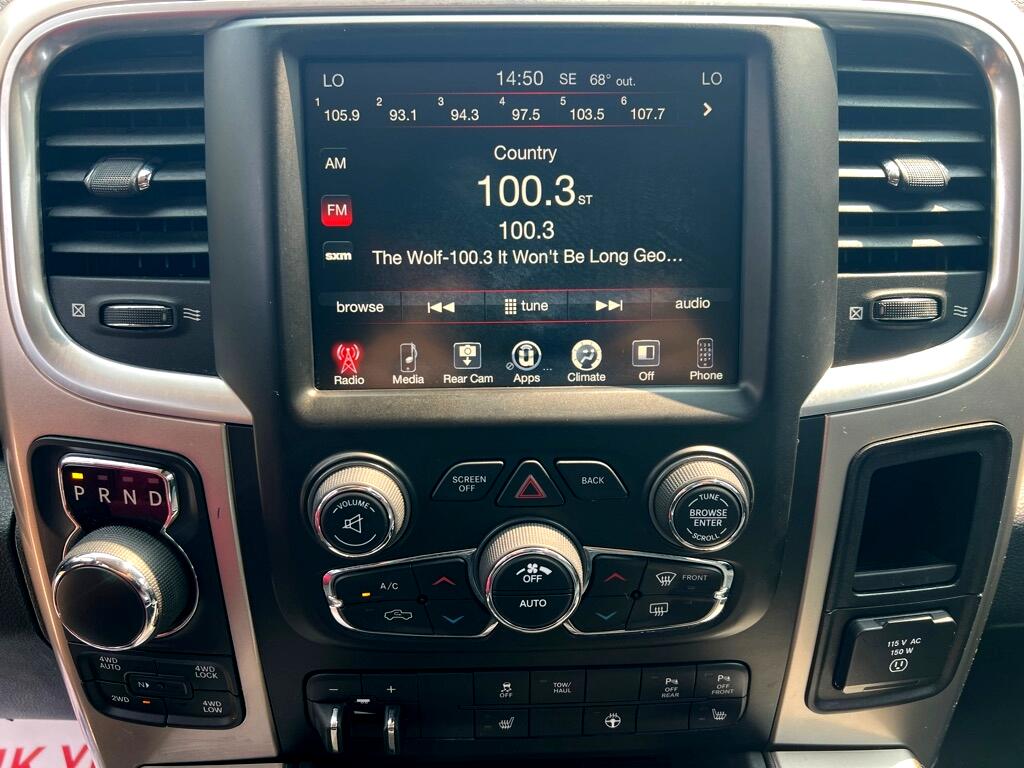 LO 14:50 SE 68° out. LO
1 105.9 2 93.1 3 94.3 4 97.5 5 103.5 6 107.7
AM
Country
FM
100.3 ST
100.3
sxm
The Wolf-100.3 It Won't Be Long Geo...
browse tune audio
Radio Media Rear Cam Apps Climate Off Phone
P R N D
VOLUME
SCREEN OFF
BACK
TUNE
BROWSE
ENTER
SCROLL
A/C
OFF
AUTO
FRONT
115 V AC
150 W
4WD AUTO
4WD LOCK
N
2WD
4WD LOW
- +
OFF
TOW/
HAUL
P OFF REAR
P OFF FRONT